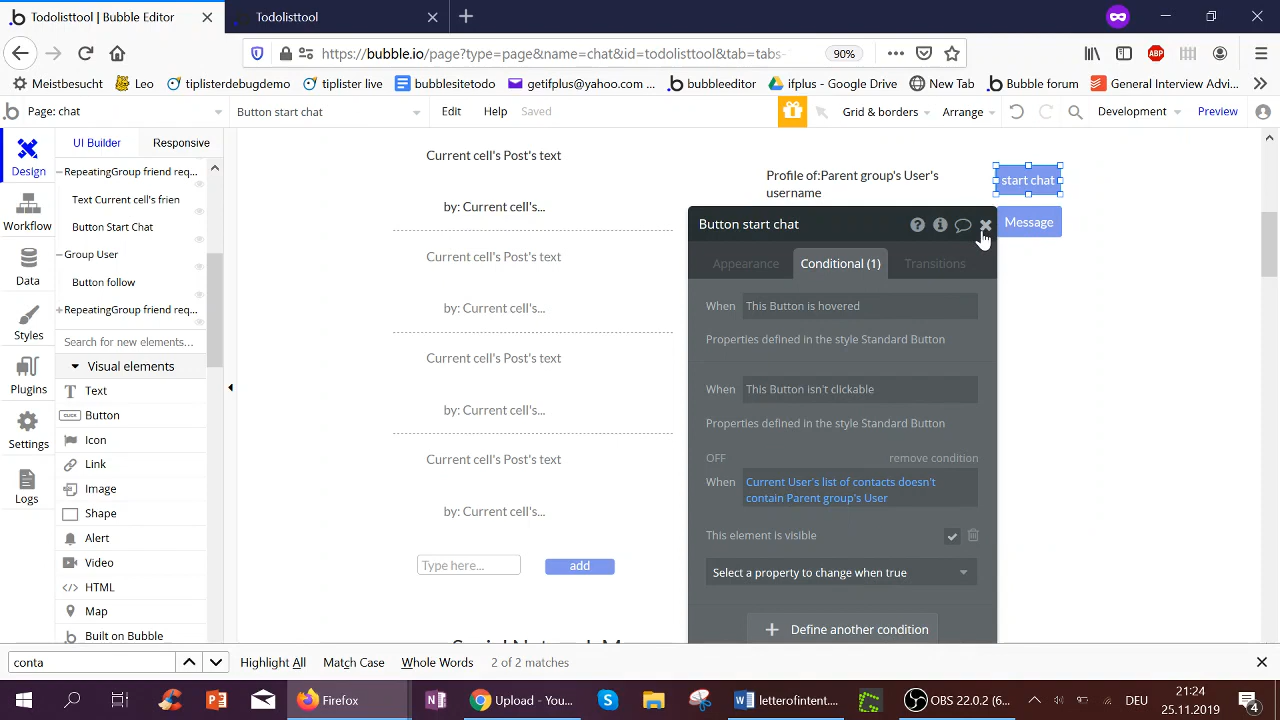 Todolisttool | Bubble Editor
Todolisttool
https://bubble.io/page?type=page&name=chat&id=todolisttool&tab=tabs-
90%
Meistbesucht
Leo
tiplisterdebugdemo
tiplister live
bubblesitetodo
getifplus@yahoo.com ...
bubbleeditor
ifplus - Google Drive
New Tab
Bubble forum
General Interview Advi...
Page: chat
Button start chat
Edit
Help
Saved
Grid & borders
Arrange
Development
Preview
Design
Workflow
Data
Styles
Plugins
Settings
Logs
UI Builder
Responsive
RepeatingGroup friend requ...
Text Current cell's frien
Button Start Chat
Group User
Button follow
RepeatingGroup friend req...
Search for new elements...
Visual elements
Text
Button
CLICK
Icon
Link
Image
Shape
Alert
Video
HTML
Map
Built on Bubble
Current cell's Post's text
by: Current cell's...
Current cell's Post's text
by: Current cell's...
Current cell's Post's text
by: Current cell's...
Current cell's Post's text
by: Current cell's...
Type here...
add
Profile of:Parent group's User's
username
start chat
Message
Button start chat
Appearance
Conditional (1)
Transitions
When
This Button is hovered
Properties defined in the style Standard Button
When
This Button isn't clickable
Properties defined in the style Standard Button
OFF
remove condition
When
Current User's list of contacts doesn't
contain Parent group's User
This element is visible
Select a property to change when true
Define another condition
conta
Highlight All
Match Case
Whole Words
2 of 2 matches
Firefox
Upload - You...
letterofintent....
OBS 22.0.2 (6...
DEU
21:24
25.11.2019
4